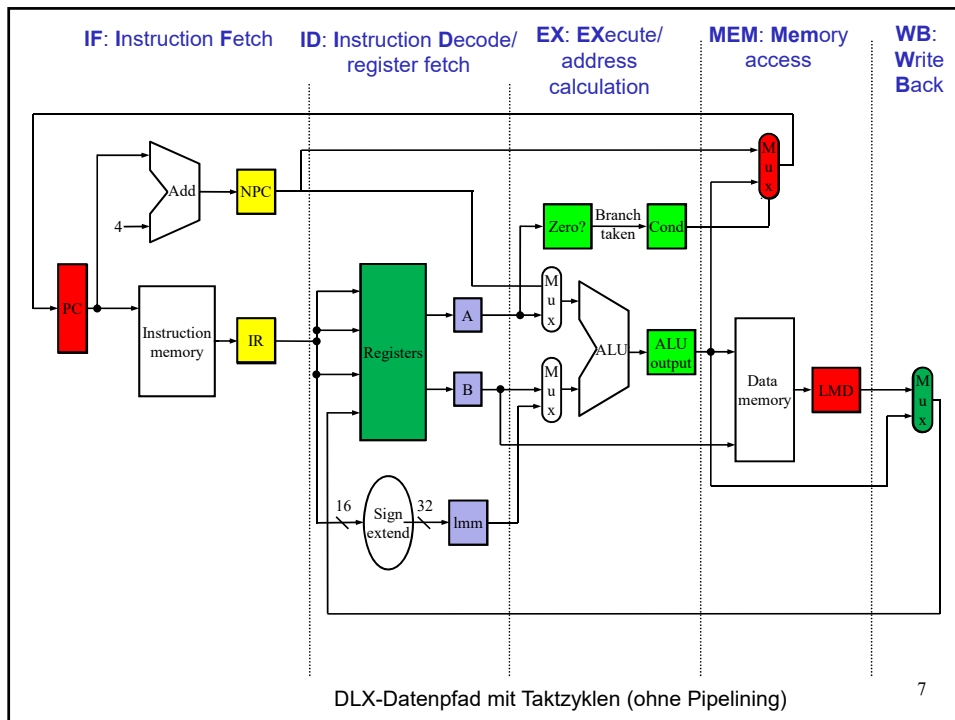 IF: Instruction Fetch
ID: Instruction Decode/
register fetch
EX: EXecute/
address
calculation
MEM: Memory
access
WB:
Write
Back
Add
NPC
4
PC
Instruction
memory
IR
Registers
A
B
16
Sign
extend
32
lmm
Zero?
Branch
taken
Cond
M
u
x
M
u
x
ALU
ALU
output
M
u
x
Data
memory
LMD
M
u
x
DLX-Datenpfad mit Taktzyklen (ohne Pipelining)
7